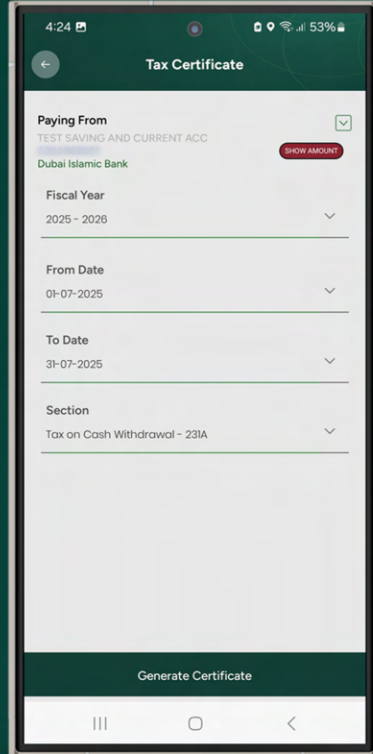 4:24 53%
Tax Certificate
Paying From
TEST SAVING AND CURRENT ACC
SHOW AMOUNT
Dubai Islamic Bank
Fiscal Year
2025 - 2026
From Date
01-07-2025
To Date
31-07-2025
Section
Tax on Cash Withdrawal - 231A
Generate Certificate